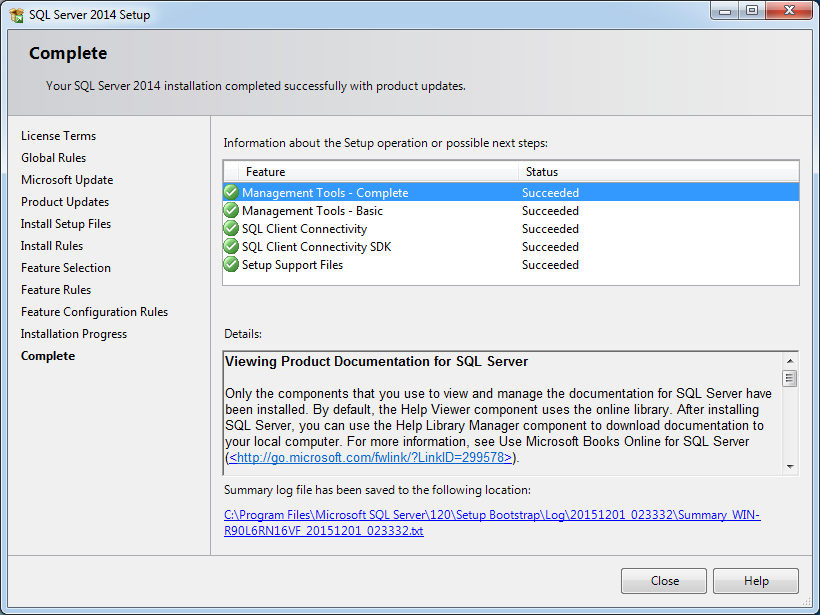 SQL Server 2014 Setup
Complete
Your SQL Server 2014 installation completed successfully with product updates.
License Terms
Global Rules
Microsoft Update
Product Updates
Install Setup Files
Install Rules
Feature Selection
Feature Rules
Feature Configuration Rules
Installation Progress
Complete
Information about the Setup operation or possible next steps:
Feature Status
Management Tools - Complete Succeeded
Management Tools - Basic Succeeded
SQL Client Connectivity Succeeded
SQL Client Connectivity SDK Succeeded
Setup Support Files Succeeded
Details:
Viewing Product Documentation for SQL Server
Only the components that you use to view and manage the documentation for SQL Server have
been installed. By default, the Help Viewer component uses the online library. After installing
SQL Server, you can use the Help Library Manager component to download documentation to
your local computer. For more information, see Use Microsoft Books Online for SQL Server
(<http://go.microsoft.com/fwlink/?LinkID=299578>).
Summary log file has been saved to the following location:
C:\Program Files\Microsoft SQL Server\120\Setup Bootstrap\Log\20151201_023332\Summary_WIN-
R90L6RN16VF_20151201_023332.txt
Close Help